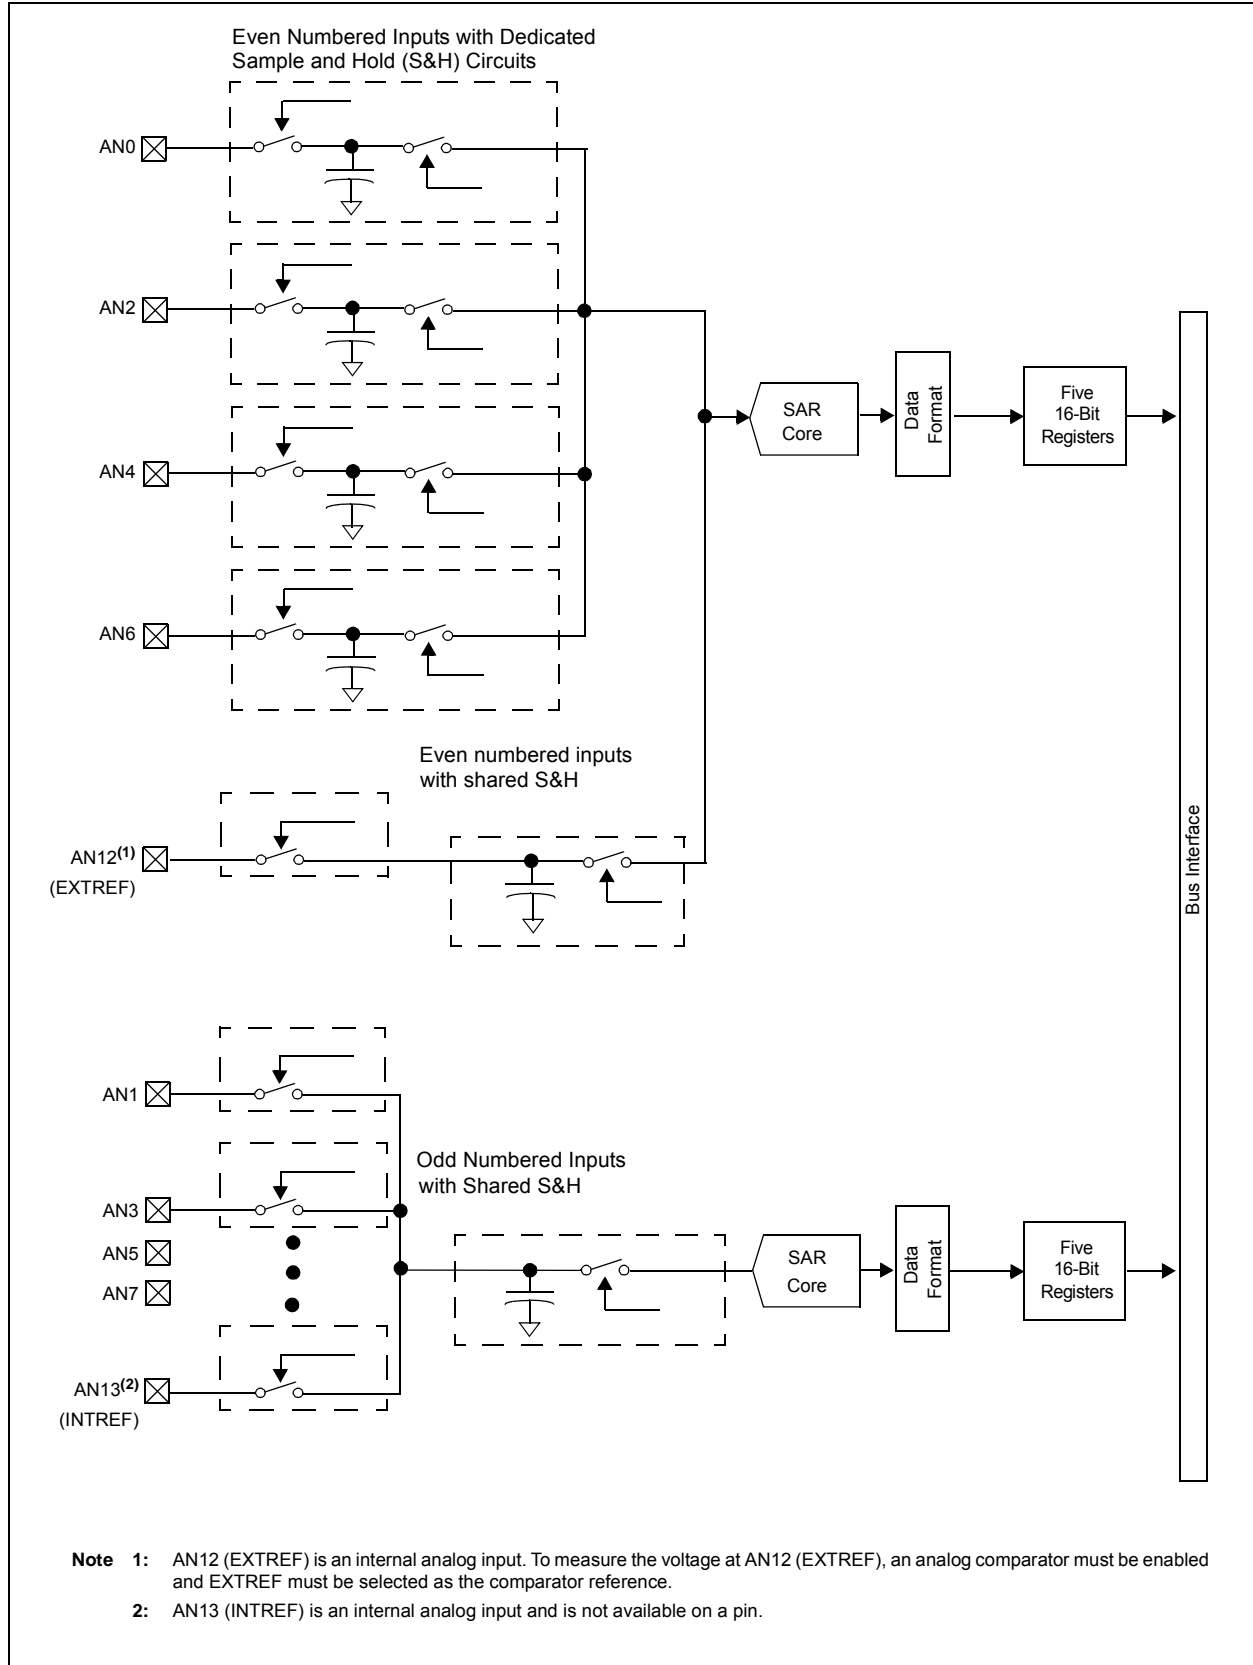 Even Numbered Inputs with Dedicated
Sample and Hold (S&H) Circuits
AN0
AN2
AN4
AN6
SAR
Core
Data
Format
Five
16-Bit
Registers
Even numbered inputs
with shared S&H
AN12(1)
(EXTREF)
Bus Interface
AN1
Odd Numbered Inputs
with Shared S&H
AN3
AN5
AN7
SAR
Core
Data
Format
Five
16-Bit
Registers
AN13(2)
(INTREF)
Note 1: AN12 (EXTREF) is an internal analog input. To measure the voltage at AN12 (EXTREF), an analog comparator must be enabled
and EXTREF must be selected as the comparator reference.
2: AN13 (INTREF) is an internal analog input and is not available on a pin.